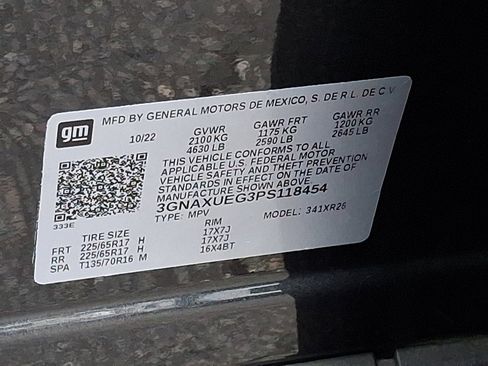 gm
MFD BY GENERAL MOTORS DE MEXICO, S. DE R.L. DE C.V.
10/22 GVWR GAWR FRT GAWR RR
2100 KG 1175 KG 1200 KG
4630 LB 2590 LB 2645 LB
THIS VEHICLE CONFORMS TO ALL
APPLICABLE U.S. FEDERAL MOTOR
VEHICLE SAFETY AND THEFT PREVENTION
STANDARDS IN EFFECT ON THE DATE OF
MANUFACTURE SHOWN ABOVE.
3GNAXUEG3PS118454
TYPE: MPV MODEL: 341XR26
333E
TIRE SIZE RIM
FRT 225/65R17 H 17X7J
RR 225/65R17 H 17X7J
SPA T135/70R16 M 16X4BT